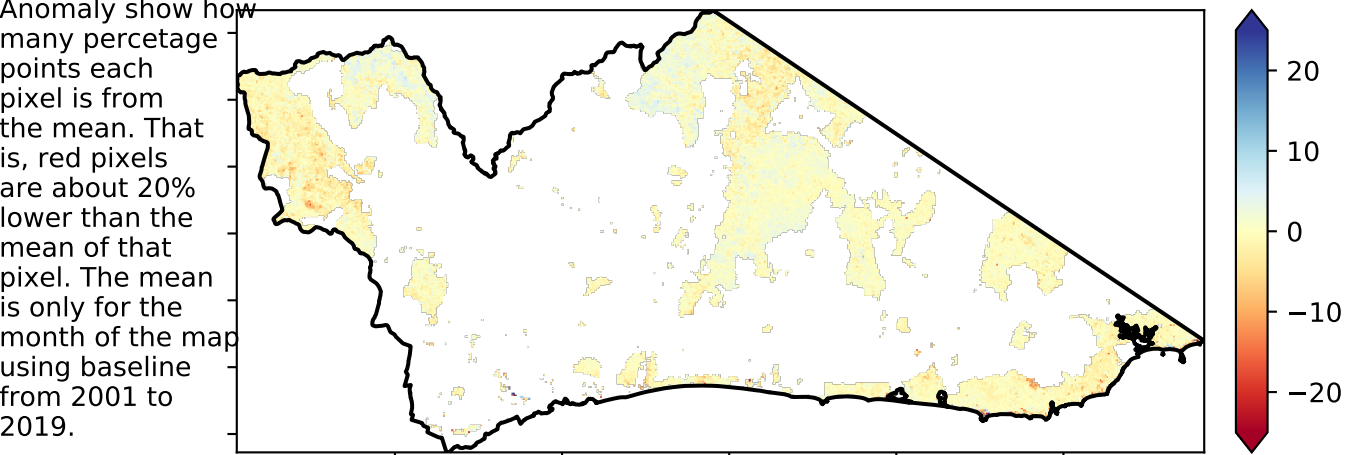 Anomaly show how
many percetage
points each
pixel is from
the mean. That
is, red pixels
are about 20%
lower than the
mean of that
pixel. The mean
is only for the
month of the map
using baseline
from 2001 to
2019.
20
10
0
−10
−20